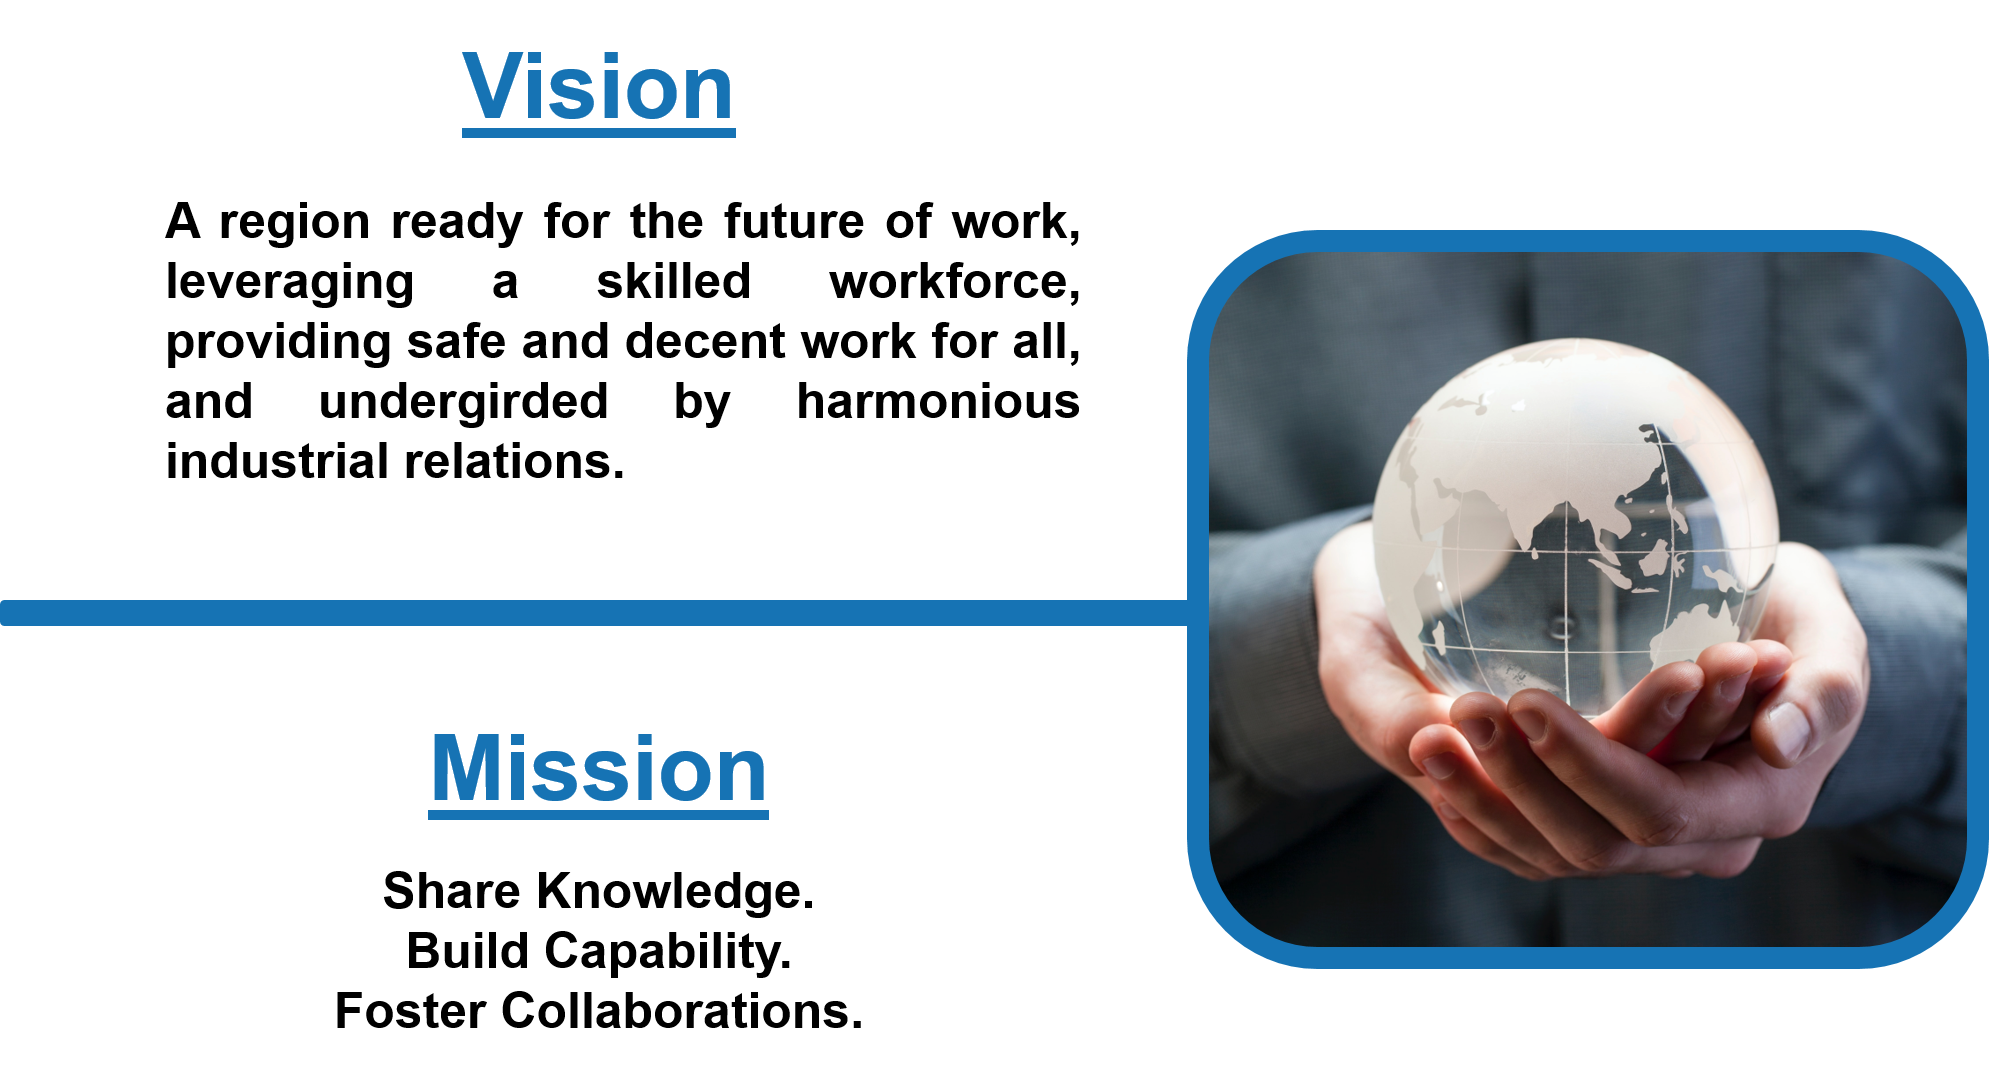 Vision
A region ready for the future of work,
leveraging a skilled workforce,
providing safe and decent work for all,
and undergirded by harmonious
industrial relations.
Mission
Share Knowledge.
Build Capability.
Foster Collaborations.